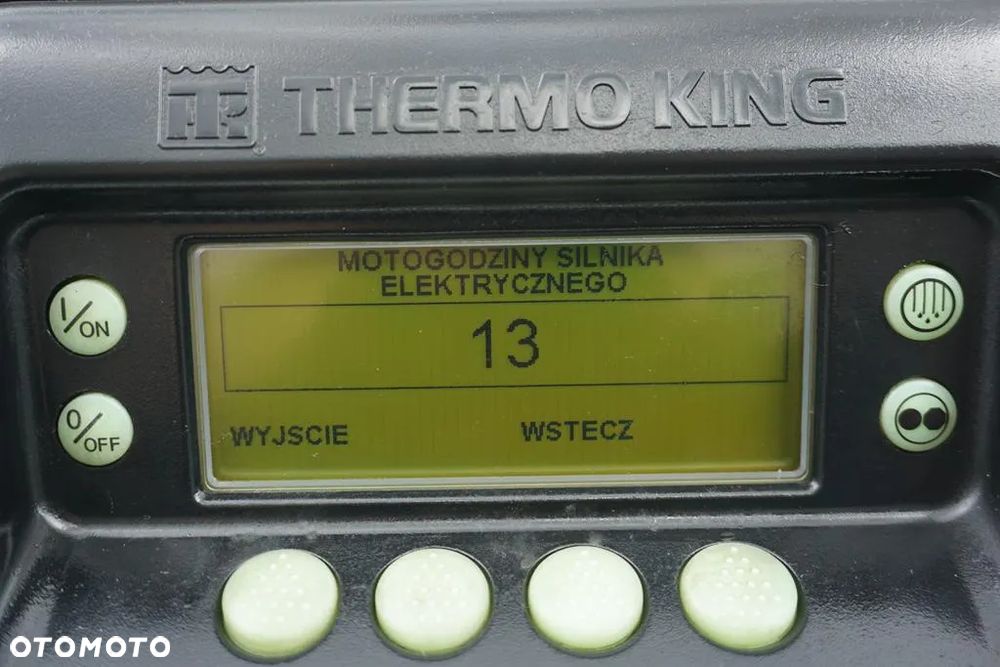 THERMO KING
MOTOGODZINY SILNIKA
ELEKTRYCZNEGO
13
WYJSCIE WSTECZ
I/ON
0/OFF
OTOMOTO